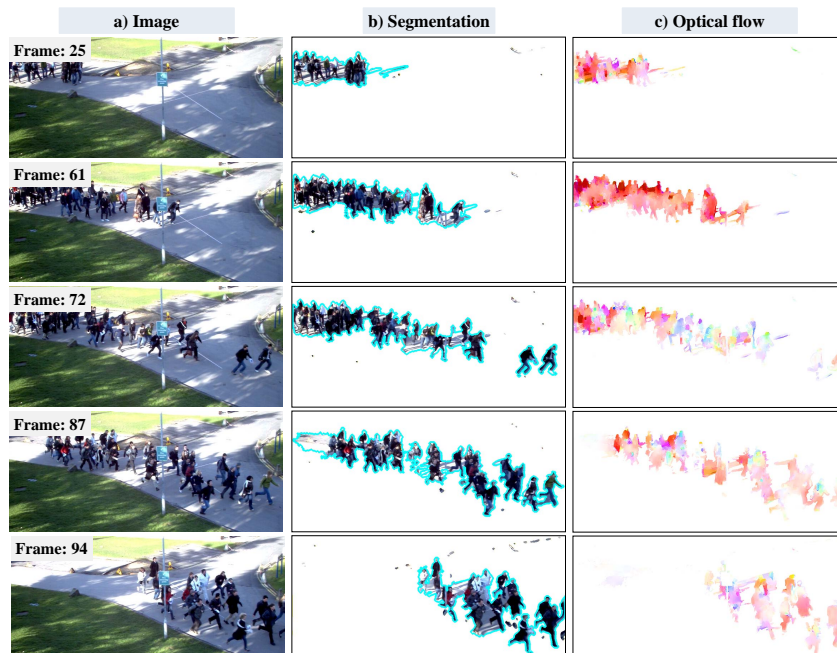 a) Image
b) Segmentation
c) Optical flow
Frame: 25
Frame: 61
Frame: 72
Frame: 87
Frame: 94